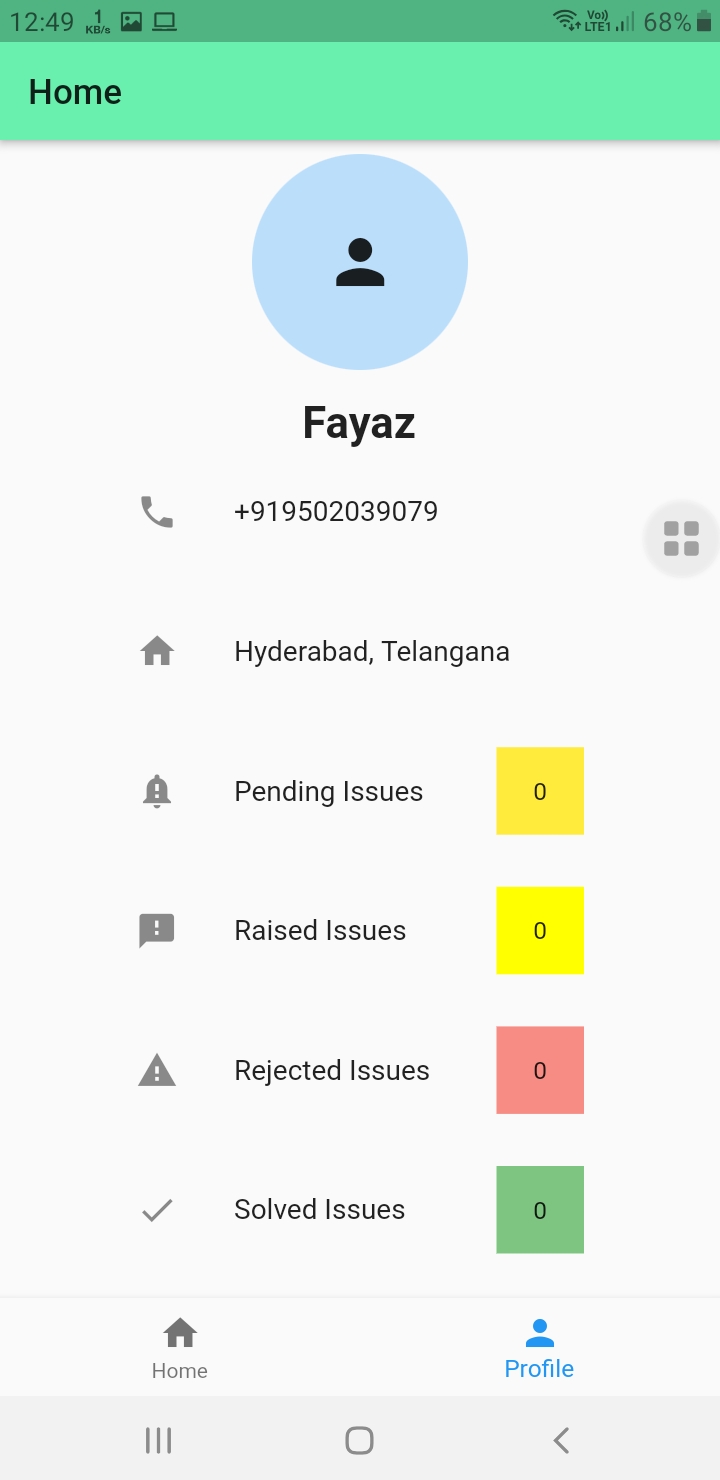 12:49 1 KB/s Vo)) LTE1 68%
Home
Fayaz
+919502039079
Hyderabad, Telangana
Pending Issues 0
Raised Issues 0
Rejected Issues 0
Solved Issues 0
Home Profile